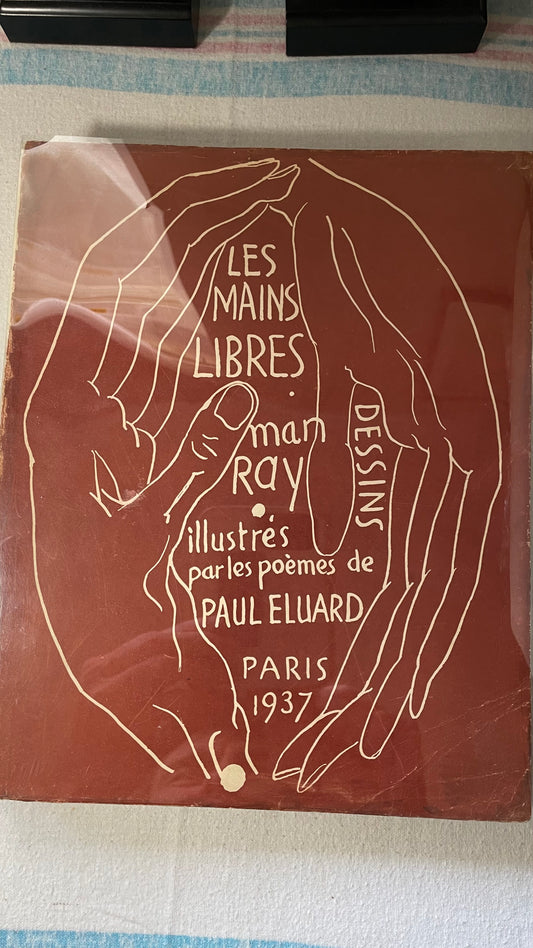 LES
MAINS
LIBRES
man
RAY
DESSINS
illustrés
par les poèmes de
PAUL ELUARD
PARIS
1937